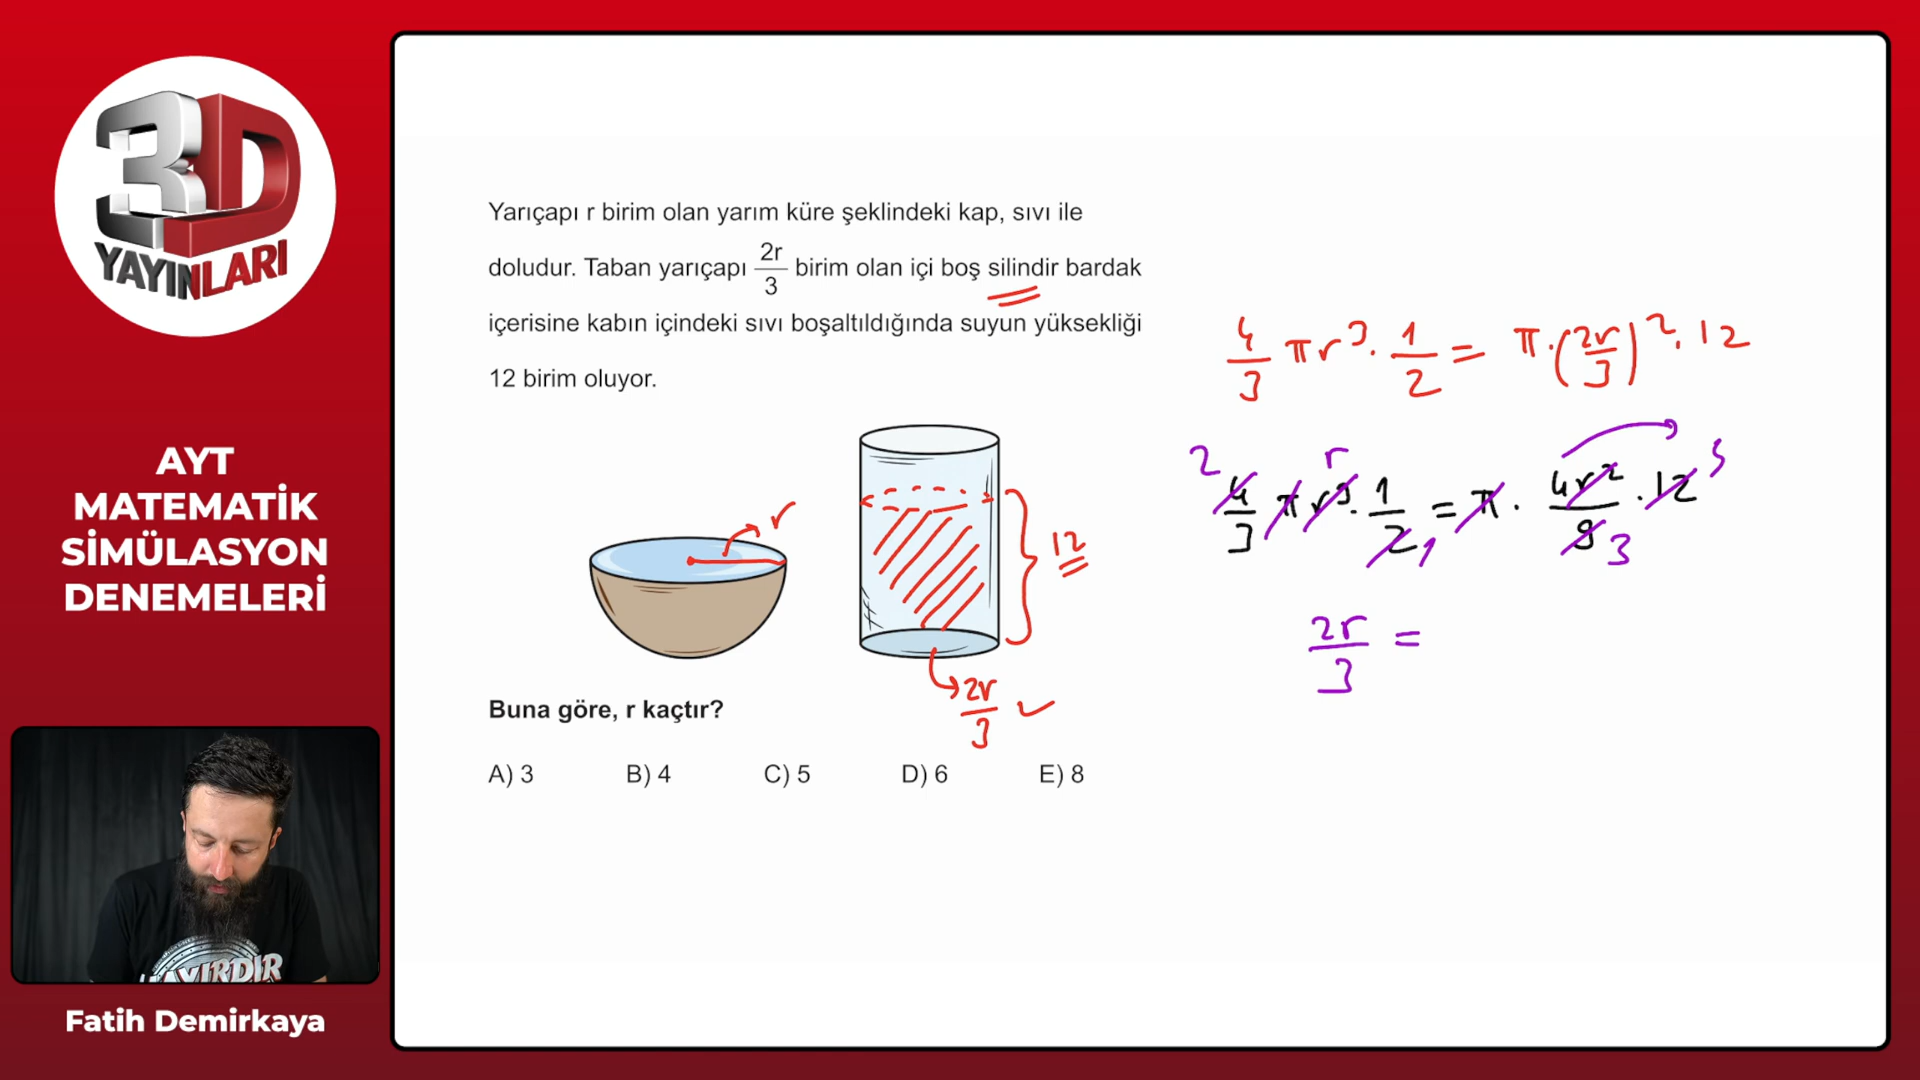 3D
YAYINLARI
AYT
MATEMATİK
SİMÜLASYON
DENEMELERİ
Fatih Demirkaya
Yarıçapı r birim olan yarım küre şeklindeki kap, sıvı ile
doludur. Taban yarıçapı 2r/3 birim olan içi boş silindir bardak
içerisine kabın içindeki sıvı boşaltıldığında suyun yüksekliği
12 birim oluyor.
r
12
2r/3
Buna göre, r kaçtır?
A) 3 B) 4 C) 5 D) 6 E) 8
4/3 πr³ · 1/2 = π · (2r/3)² · 12
2 r
4/3 πr³ · 1/2 = π · 4r²/9 · 12
1 3
2r/3 =